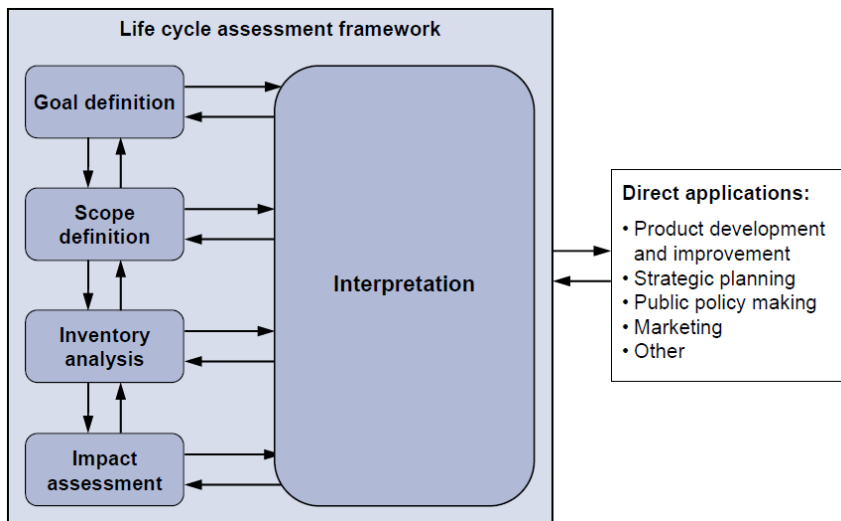 Life cycle assessment framework
Goal definition
Scope
definition
Inventory
analysis
Impact
assessment
Interpretation
Direct applications:
• Product development
and improvement
• Strategic planning
• Public policy making
• Marketing
• Other